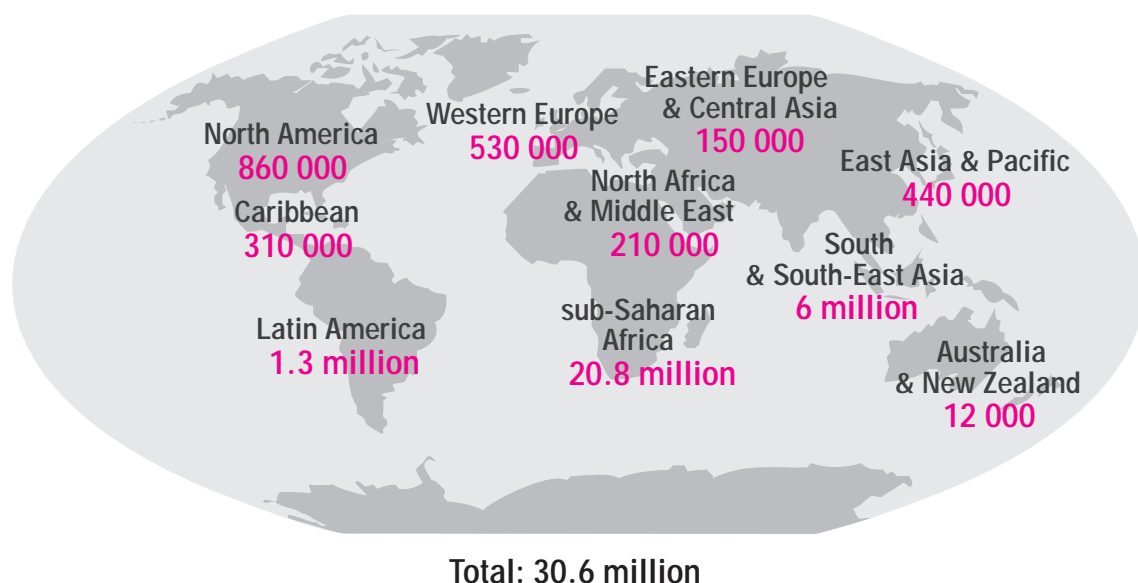 North America
860 000
Caribbean
310 000
Latin America
1.3 million
Western Europe
530 000
North Africa
& Middle East
210 000
sub-Saharan
Africa
20.8 million
Eastern Europe
& Central Asia
150 000
East Asia & Pacific
440 000
South
& South-East Asia
6 million
Australia
& New Zealand
12 000
Total: 30.6 million